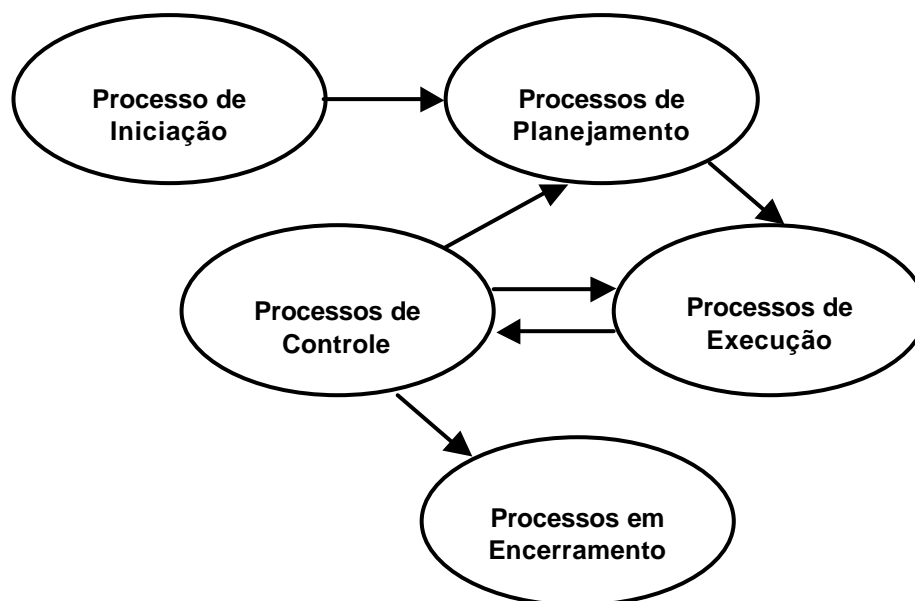 Processo de
Iniciação
Processos de
Planejamento
Processos de
Controle
Processos de
Execução
Processos em
Encerramento